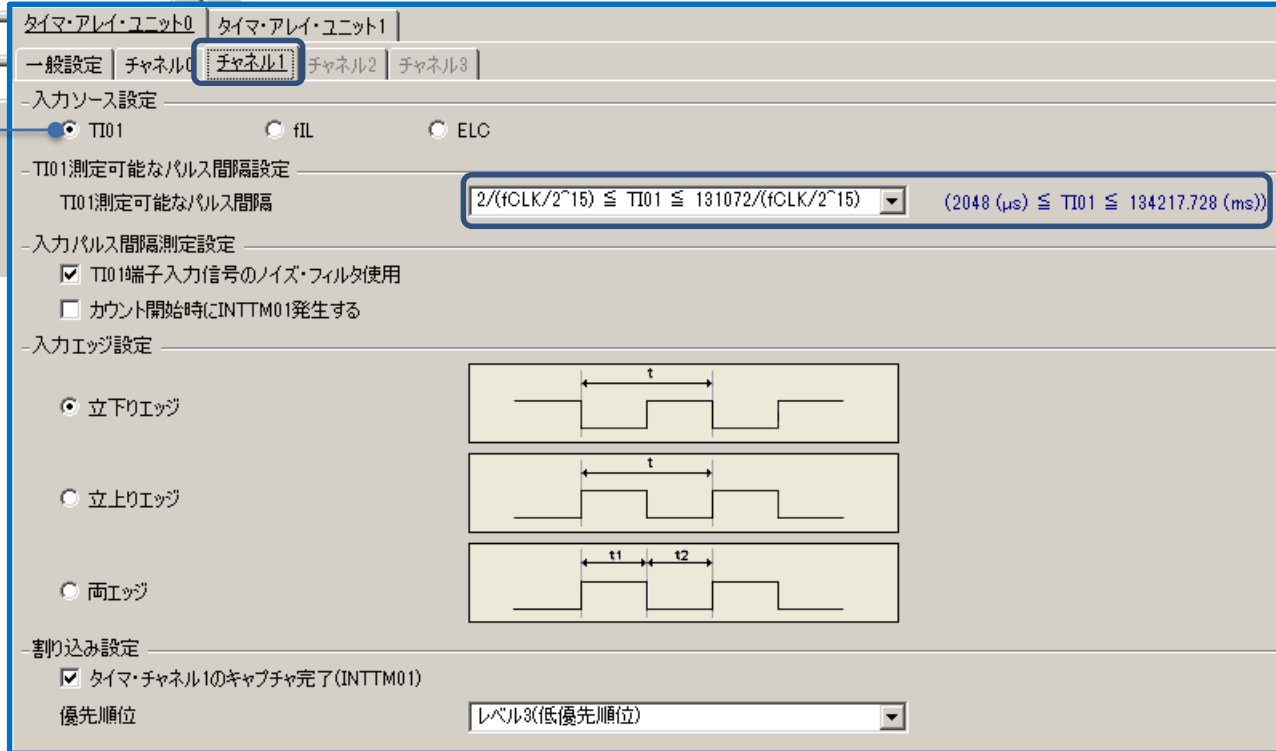 タイマ・アレイ・ユニット0 タイマ・アレイ・ユニット1
一般設定 チャネル0 チャネル1 チャネル2 チャネル3
入力ソース設定
TI01 fIL ELC
TI01測定可能なパルス間隔設定
TI01測定可能なパルス間隔 2/(fCLK/2^15) ≦ TI01 ≦ 131072/(fCLK/2^15) (2048 (μs) ≦ TI01 ≦ 134217.728 (ms))
入力パルス間隔測定設定
TI01端子入力信号のノイズ・フィルタ使用
カウント開始時にINTTM01発生する
入力エッジ設定
t
立下りエッジ
t
立上りエッジ
t1 t2
両エッジ
割り込み設定
タイマ・チャネル1のキャプチャ完了(INTTM01)
優先順位 レベル3(低優先順位)